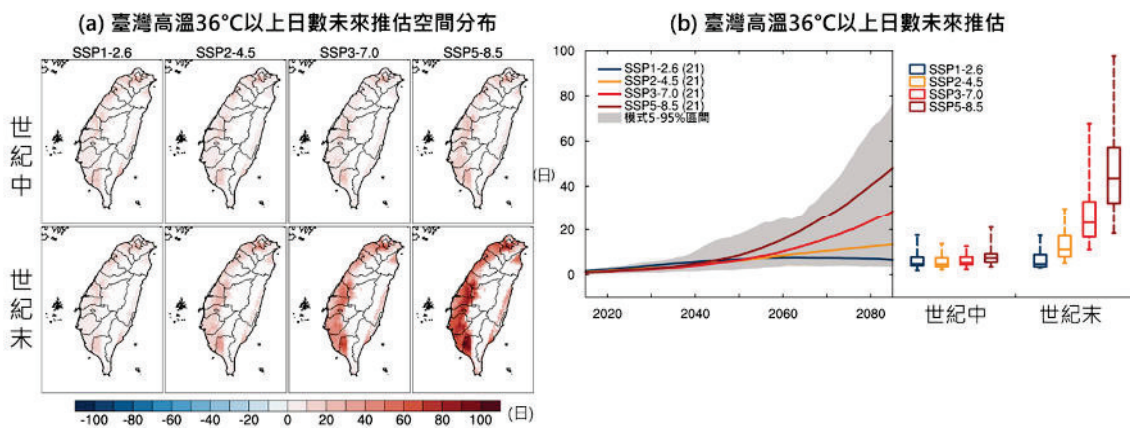 (a) 臺灣高溫36°C以上日數未來推估空間分布
SSP1-2.6 SSP2-4.5 SSP3-7.0 SSP5-8.5
世紀中
世紀末
-100 -80 -60 -40 -20 0 20 40 60 80 100 (日)
(b) 臺灣高溫36°C以上日數未來推估
100
80
60
(日)
40
20
0
SSP1-2.6 (21)
SSP2-4.5 (21)
SSP3-7.0 (21)
SSP5-8.5 (21)
模式5-95%區間
2020 2040 2060 2080
SSP1-2.6
SSP2-4.5
SSP3-7.0
SSP5-8.5
世紀中 世紀末